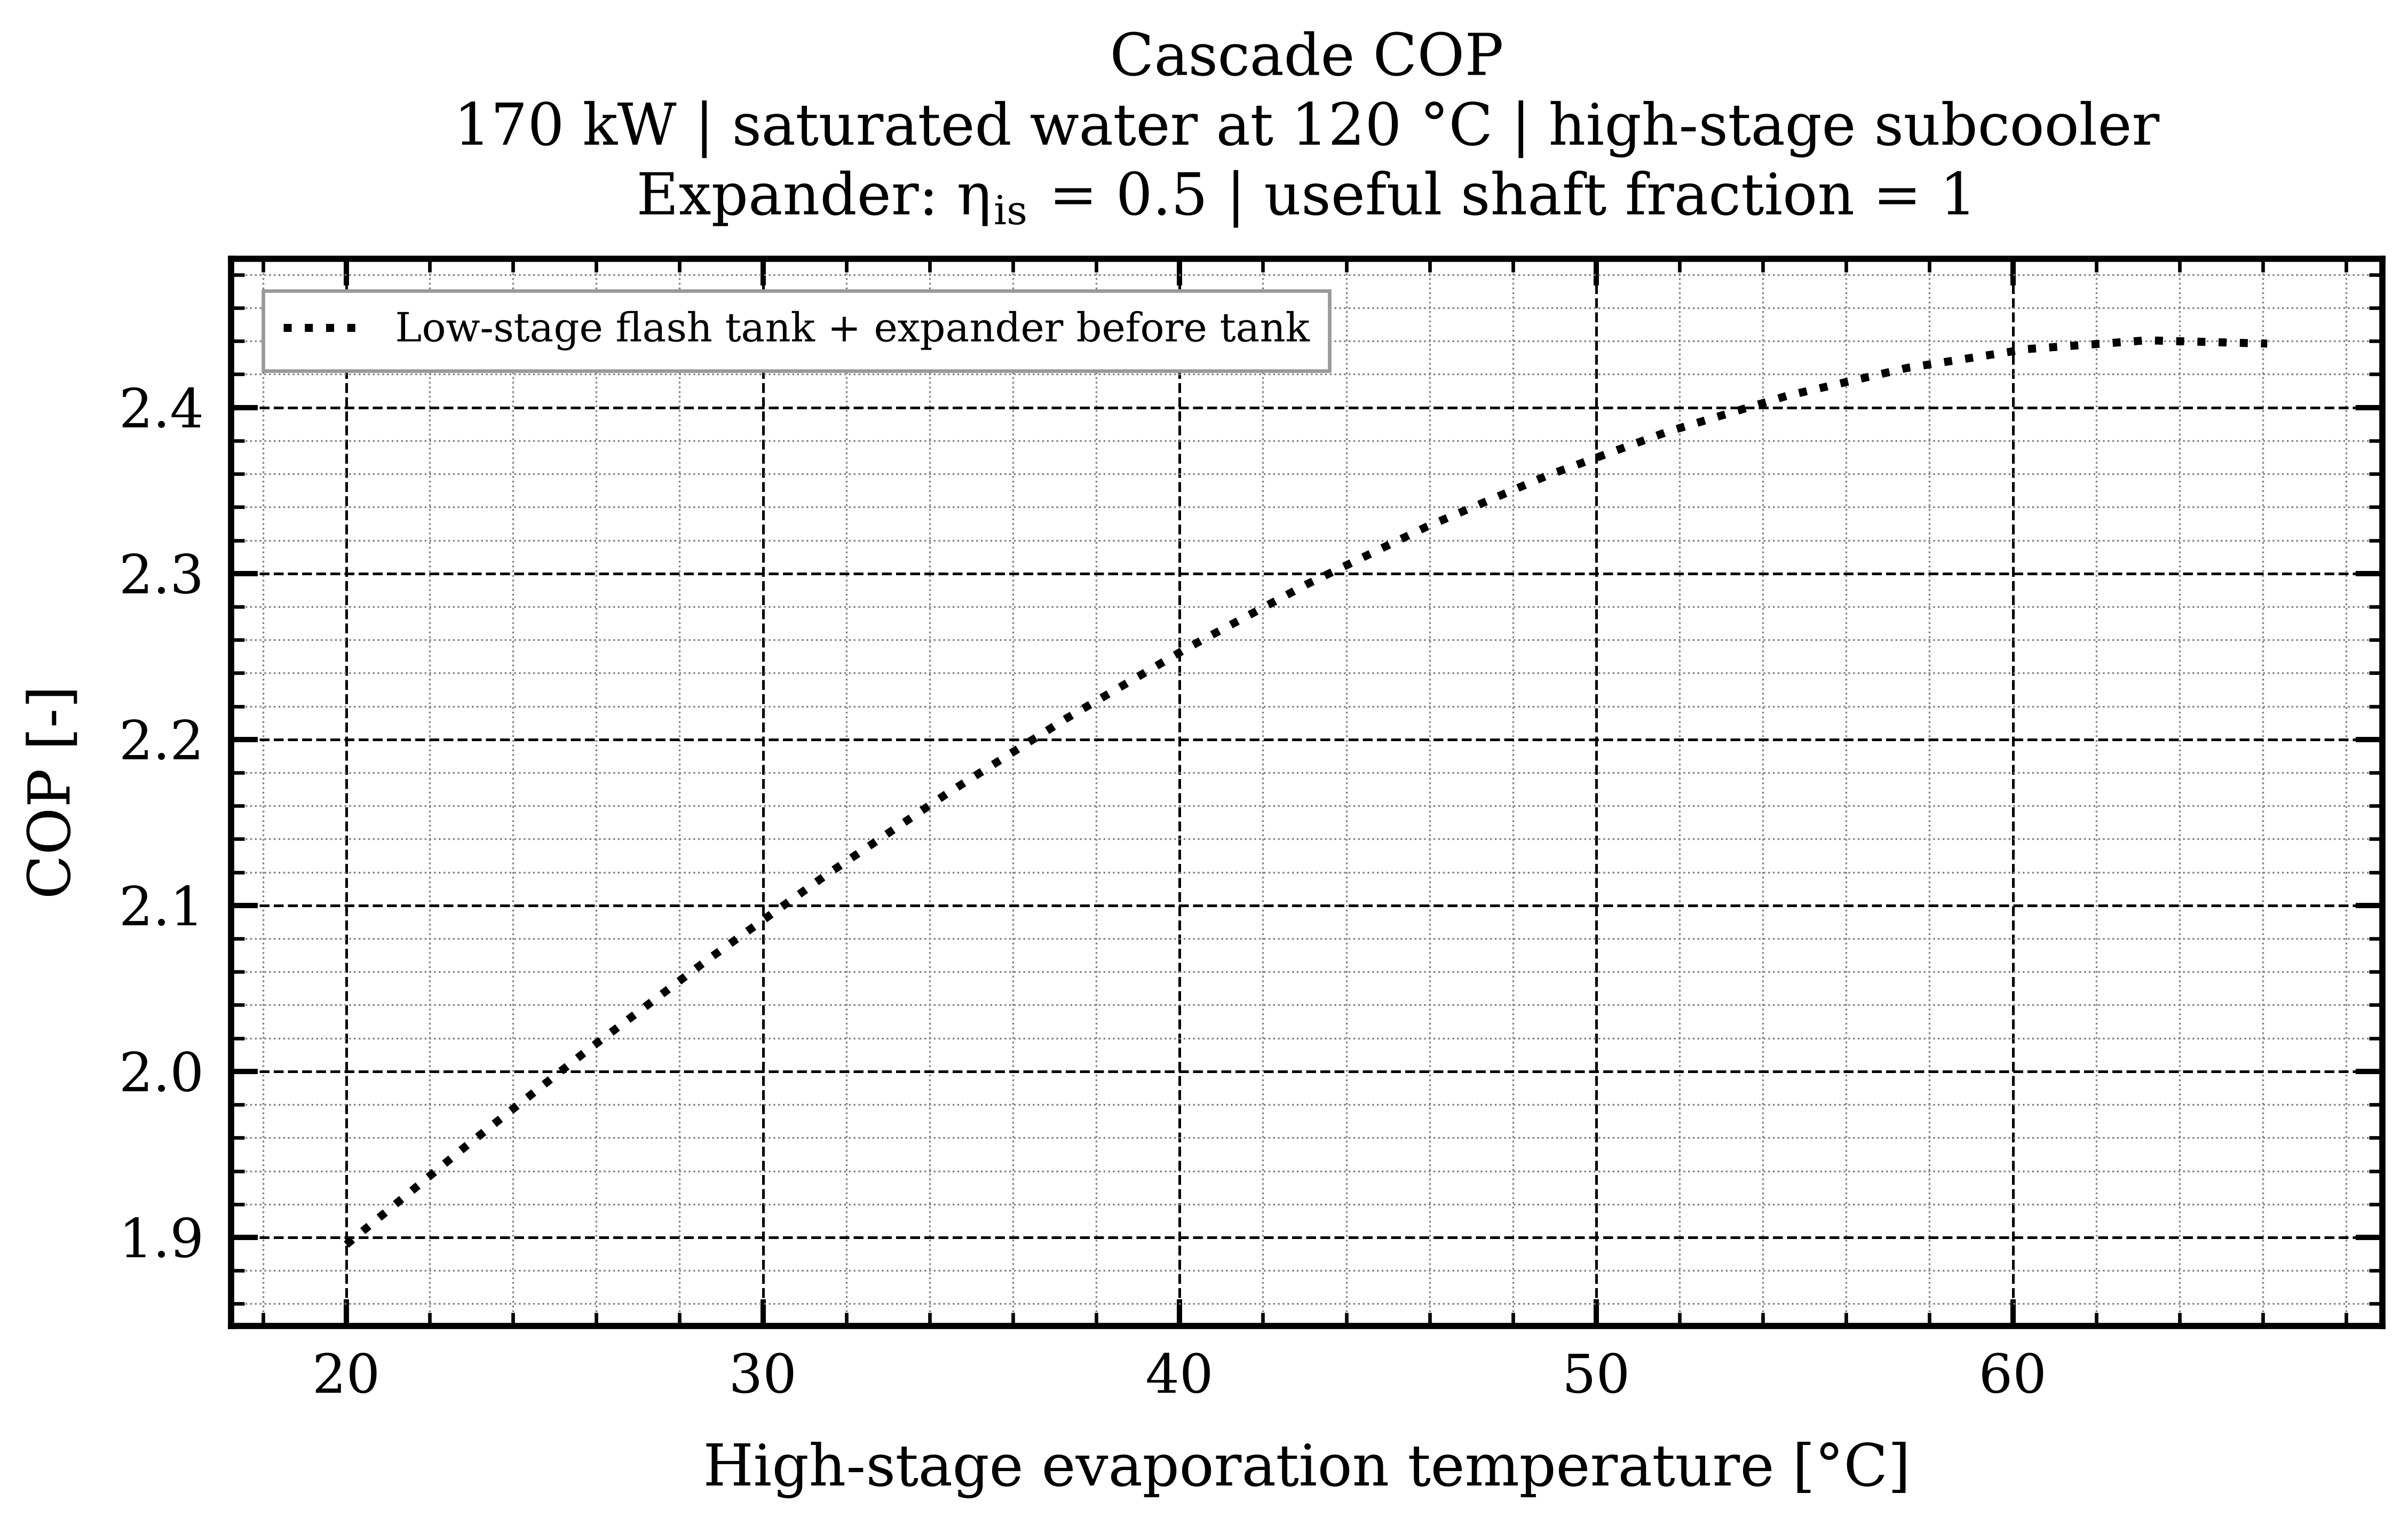 Cascade COP
170 kW | saturated water at 120 °C | high-stage subcooler
Expander: ηis = 0.5 | useful shaft fraction = 1
Low-stage flash tank + expander before tank
COP [-]
2.4
2.3
2.2
2.1
2.0
1.9
20 30 40 50 60
High-stage evaporation temperature [°C]